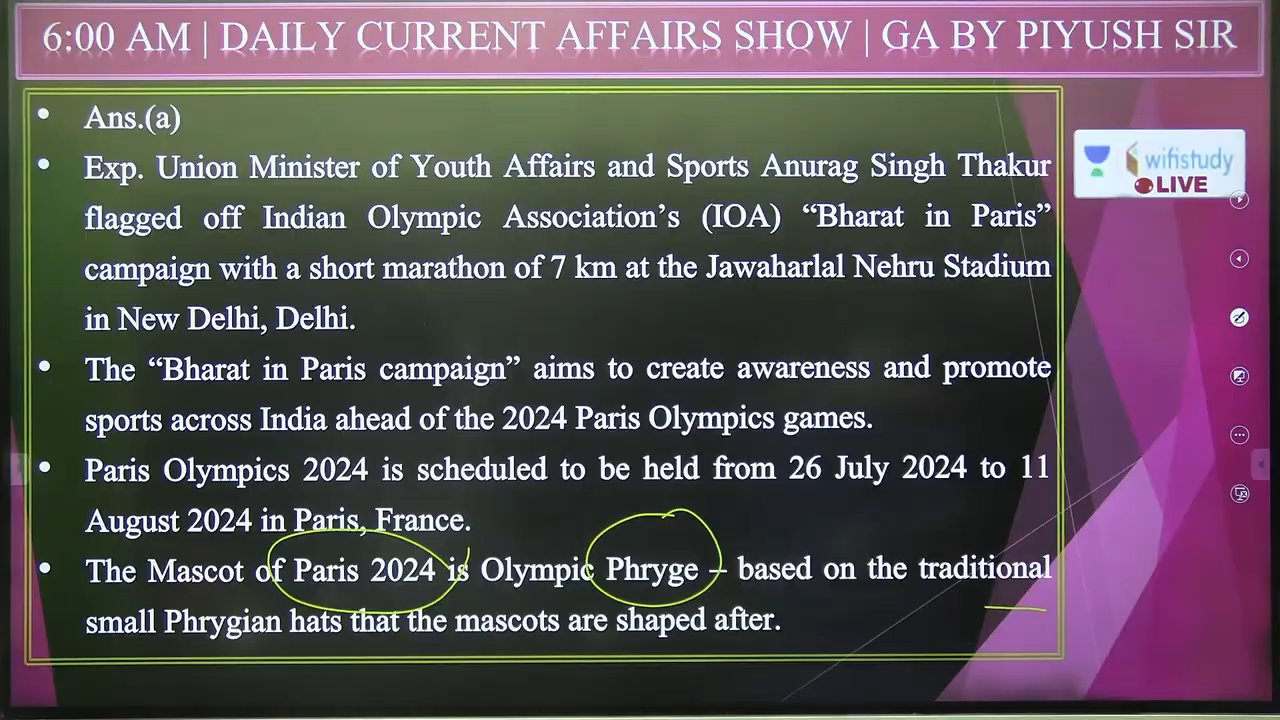 6:00 AM | DAILY CURRENT AFFAIRS SHOW | GA BY PIYUSH SIR
• Ans.(a)
• Exp. Union Minister of Youth Affairs and Sports Anurag Singh Thakur
flagged off Indian Olympic Association’s (IOA) “Bharat in Paris”
campaign with a short marathon of 7 km at the Jawaharlal Nehru Stadium
in New Delhi, Delhi.
• The “Bharat in Paris campaign” aims to create awareness and promote
sports across India ahead of the 2024 Paris Olympics games.
• Paris Olympics 2024 is scheduled to be held from 26 July 2024 to 11
August 2024 in Paris, France.
• The Mascot of Paris 2024 is Olympic Phryge – based on the traditional
small Phrygian hats that the mascots are shaped after.
wifistudy
LIVE